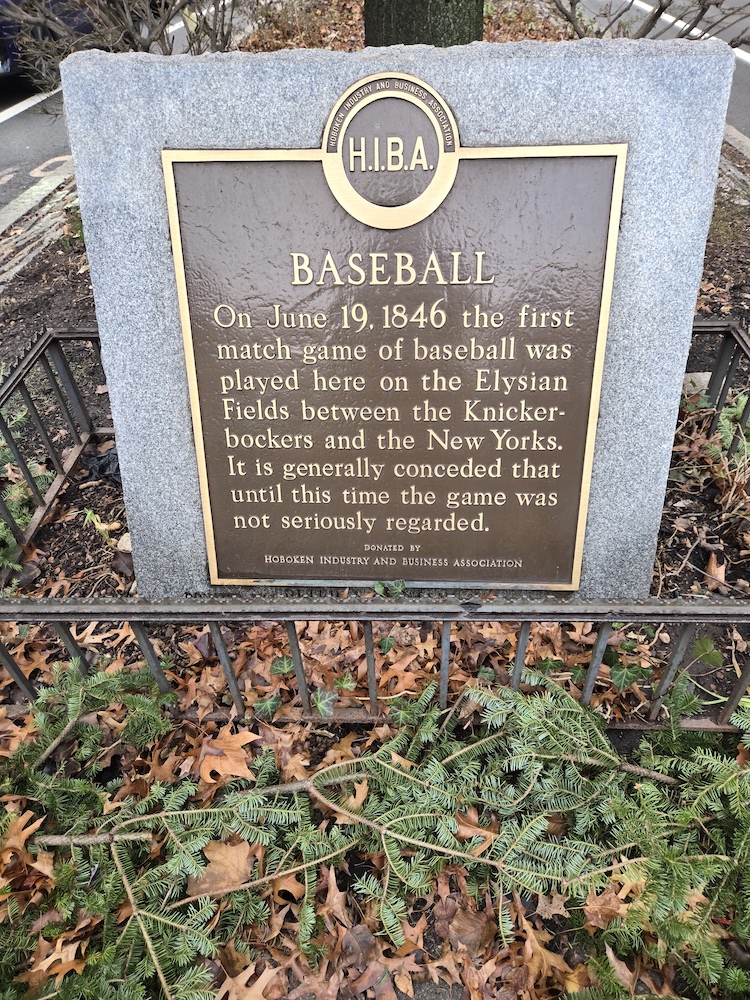 HOBOKEN INDUSTRY AND BUSINESS ASSOCIATION
H.I.B.A.
BASEBALL
On June 19, 1846 the first
match game of baseball was
played here on the Elysian
Fields between the Knicker-
bockers and the New Yorks.
It is generally conceded that
until this time the game was
not seriously regarded.
DONATED BY
HOBOKEN INDUSTRY AND BUSINESS ASSOCIATION